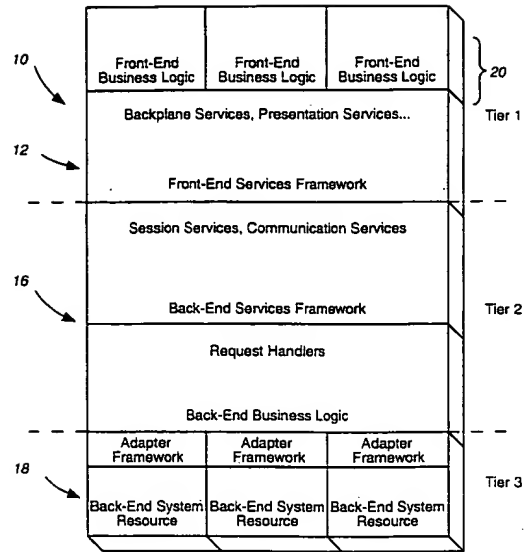 Front-End Business Logic
Front-End Business Logic
Front-End Business Logic
10
20
Backplane Services, Presentation Services...
Tier 1
12
Front-End Services Framework
Session Services, Communication Services
16
Back-End Services Framework
Tier 2
Request Handlers
Back-End Business Logic
Adapter Framework
Adapter Framework
Adapter Framework
18
Tier 3
Back-End System Resource
Back-End System Resource
Back-End System Resource